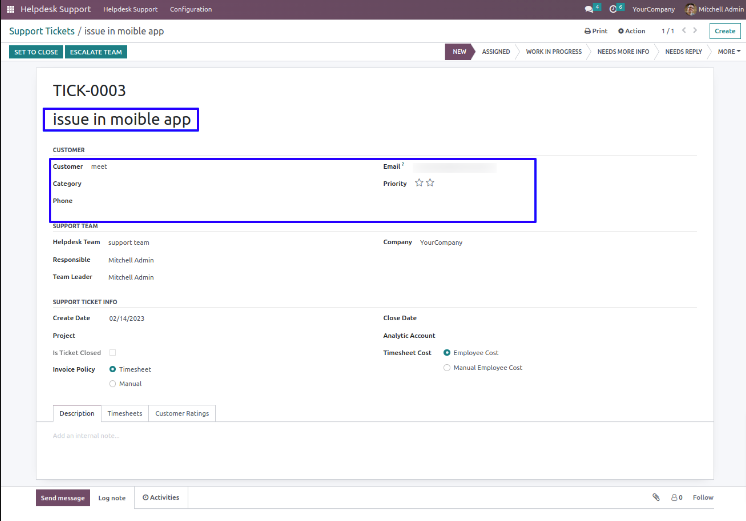 Helpdesk Support Helpdesk Support Configuration 4 6 YourCompany Mitchell Admin
Support Tickets / issue in moible app Print Action 1 / 1 Create
SET TO CLOSE ESCALATE TEAM NEW ASSIGNED WORK IN PROGRESS NEEDS MORE INFO NEEDS REPLY MORE
TICK-0003
issue in moible app
CUSTOMER
Customer meet Email ?
Category Priority
Phone
SUPPORT TEAM
Helpdesk Team support team Company YourCompany
Responsible Mitchell Admin
Team Leader Mitchell Admin
SUPPORT TICKET INFO
Create Date 02/14/2023 Close Date
Project Analytic Account
Is Ticket Closed Timesheet Cost Employee Cost
Invoice Policy Timesheet Manual Employee Cost
Manual
Description Timesheets Customer Ratings
Add an internal note...
Send message Log note Activities 0 Follow